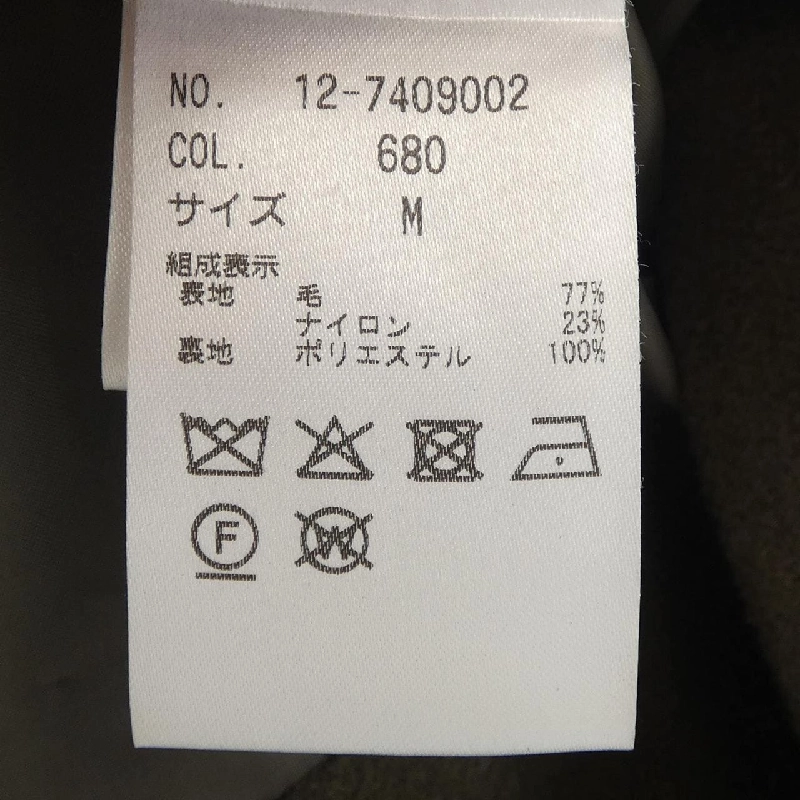 NO. 12-7409002
COL. 680
サイズ M
組成表示
表地 毛 77%
ナイロン 23%
裏地 ポリエステル 100%
F
W